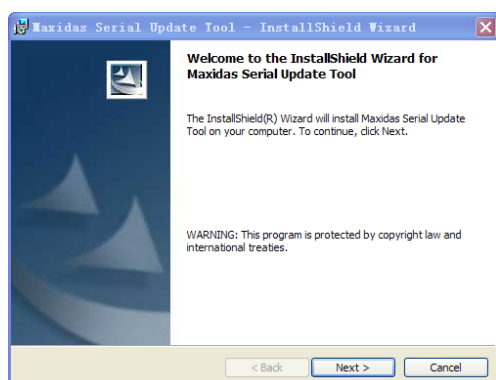 Maxidas Serial Update Tool - InstallShield Wizard
Welcome to the InstallShield Wizard for
Maxidas Serial Update Tool
The InstallShield(R) Wizard will install Maxidas Serial Update
Tool on your computer. To continue, click Next.
WARNING: This program is protected by copyright law and
international treaties.
< Back
Next >
Cancel